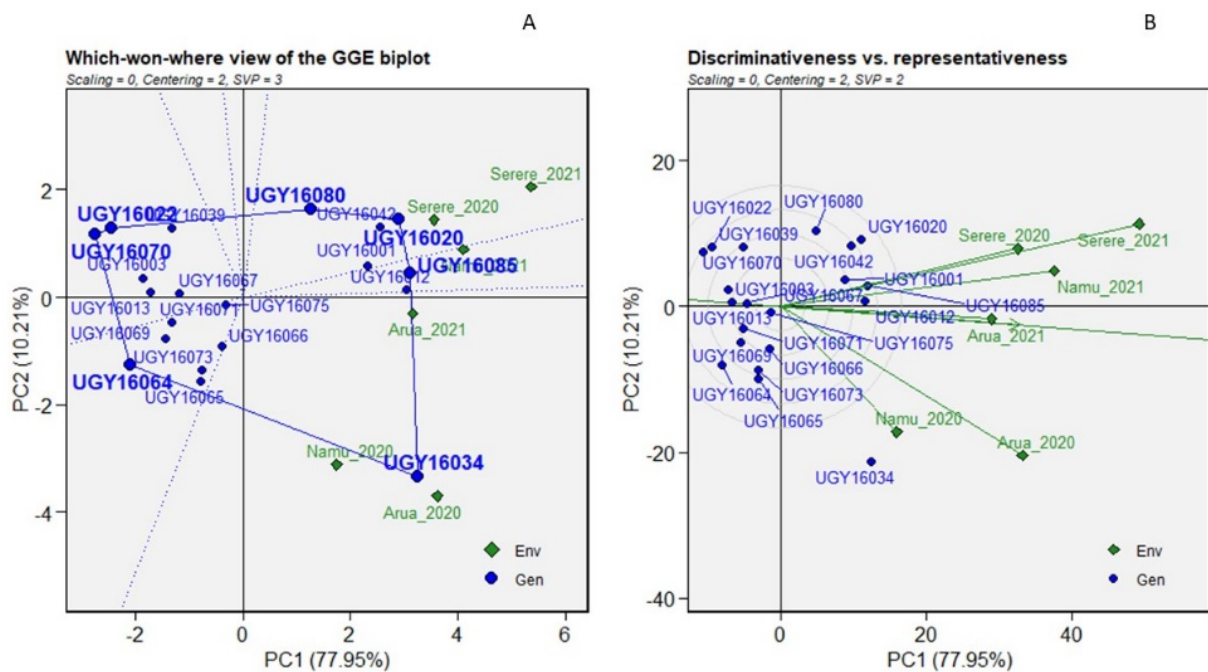 A
Which-won-where view of the GGE biplot
Scaling = 0, Centering = 2, SVP = 3
PC2 (10.21%)
2
0
-2
-4
Serere_2021
UGY16080
Serere_2020
UGY16022
UGY16039
UGY16042
UGY16070
UGY16020
UGY16001
UGY16003
UGY16085
UGY16067
UGY16012
UGY16013
UGY16071
UGY16075
Arua_2021
UGY16069
UGY16066
UGY16073
UGY16064
UGY16065
Namu_2020
UGY16034
Arua_2020
Env
Gen
-2
0
2
4
6
PC1 (77.95%)
B
Discriminativeness vs. representativeness
Scaling = 0, Centering = 2, SVP = 2
PC2 (10.21%)
20
0
-20
-40
UGY16022
UGY16080
UGY16039
UGY16020
Serere_2020
Serere_2021
UGY16070
UGY16042
UGY16001
Namu_2021
UGY16067
UGY16085
UGY16013
UGY16012
Arua_2021
UGY16071
UGY16075
UGY16069
UGY16066
UGY16064
UGY16073
UGY16065
Namu_2020
Arua_2020
UGY16034
Env
Gen
0
20
40
PC1 (77.95%)